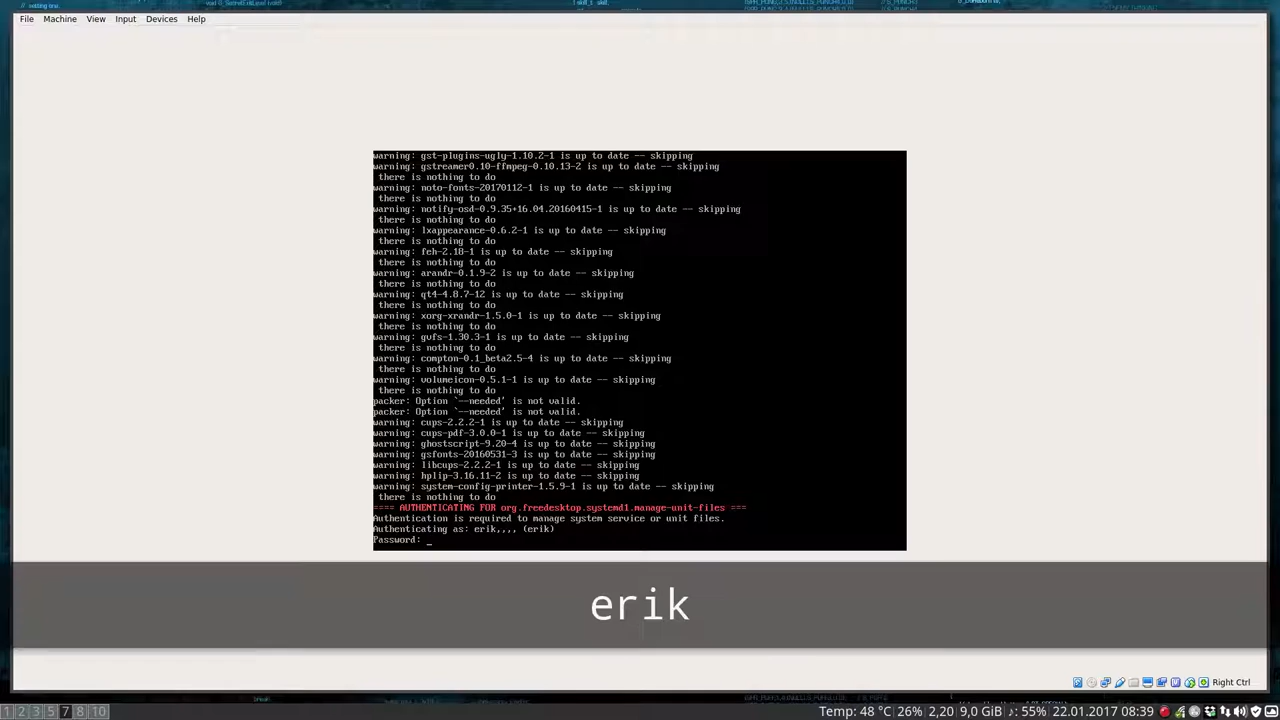 File Machine View Input Devices Help
warning: gst-plugins-ugly-1.10.2-1 is up to date -- skipping
warning: gstreamer0.10-ffmpeg-0.10.13-2 is up to date -- skipping
there is nothing to do
warning: noto-fonts-20170112-1 is up to date -- skipping
there is nothing to do
warning: notify-osd-0.9.35+16.04.20160415-1 is up to date -- skipping
there is nothing to do
warning: lxappearance-0.6.2-1 is up to date -- skipping
there is nothing to do
warning: feh-2.18-1 is up to date -- skipping
there is nothing to do
warning: arandr-0.1.9-2 is up to date -- skipping
there is nothing to do
warning: qt4-4.8.7-12 is up to date -- skipping
there is nothing to do
warning: xorg-xrandr-1.5.0-1 is up to date -- skipping
there is nothing to do
warning: gvfs-1.30.3-1 is up to date -- skipping
there is nothing to do
warning: compton-0.1_beta2.5-4 is up to date -- skipping
there is nothing to do
warning: volumeicon-0.5.1-1 is up to date -- skipping
there is nothing to do
packer: Option `--needed' is not valid.
packer: Option `--needed' is not valid.
warning: cups-2.2.2-1 is up to date -- skipping
warning: cups-pdf-3.0.0-1 is up to date -- skipping
warning: ghostscript-9.20-4 is up to date -- skipping
warning: gsfonts-20160531-3 is up to date -- skipping
warning: libcups-2.2.2-1 is up to date -- skipping
warning: hplip-3.16.11-2 is up to date -- skipping
warning: system-config-printer-1.5.9-1 is up to date -- skipping
there is nothing to do
==== AUTHENTICATING FOR org.freedesktop.systemd1.manage-unit-files ===
Authentication is required to manage system service or unit files.
Authenticating as: erik,,,, (erik)
Password: _
erik
Right Ctrl
1 2 3 5 7 8 10
Temp: 48 °C 26% 2,20 9,0 GiB ♪: 55% 22.01.2017 08:39